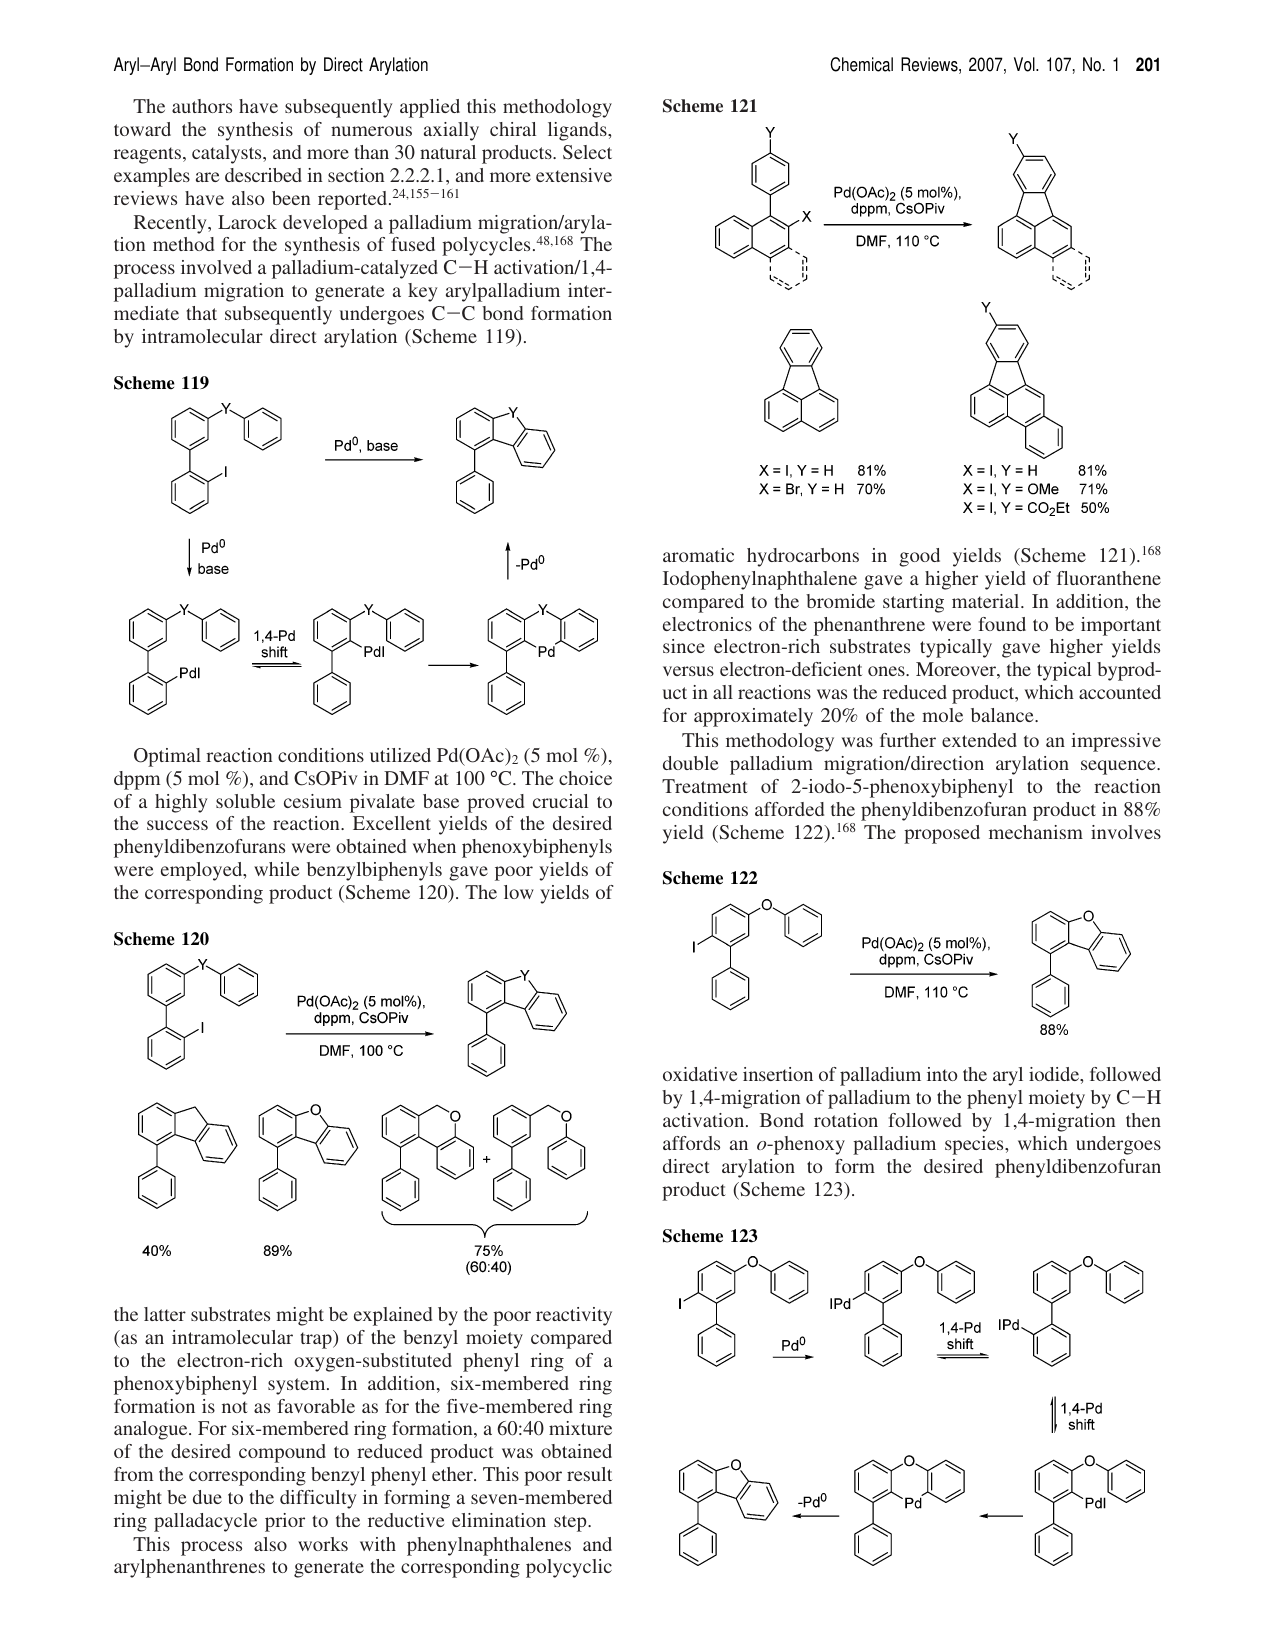 Aryl−Aryl Bond Formation by Direct Arylation
Chemical Reviews, 2007, Vol. 107, No. 1 201
The authors have subsequently applied this methodology
toward the synthesis of numerous axially chiral ligands,
reagents, catalysts, and more than 30 natural products. Select
examples are described in section 2.2.2.1, and more extensive
reviews have also been reported.24,155−161
Recently, Larock developed a palladium migration/aryla-
tion method for the synthesis of fused polycycles.48,168 The
process involved a palladium-catalyzed C−H activation/1,4-
palladium migration to generate a key arylpalladium inter-
mediate that subsequently undergoes C−C bond formation
by intramolecular direct arylation (Scheme 119).
Scheme 119
Y
I
Pd0, base
Y
Pd0
base
-Pd0
Y
PdI
1,4-Pd
shift
Y
PdI
Y
Pd
Optimal reaction conditions utilized Pd(OAc)2 (5 mol %),
dppm (5 mol %), and CsOPiv in DMF at 100 °C. The choice
of a highly soluble cesium pivalate base proved crucial to
the success of the reaction. Excellent yields of the desired
phenyldibenzofurans were obtained when phenoxybiphenyls
were employed, while benzylbiphenyls gave poor yields of
the corresponding product (Scheme 120). The low yields of
Scheme 120
Y
I
Pd(OAc)2 (5 mol%),
dppm, CsOPiv
DMF, 100 °C
Y
O
O
+
O
40%
89%
75%
(60:40)
the latter substrates might be explained by the poor reactivity
(as an intramolecular trap) of the benzyl moiety compared
to the electron-rich oxygen-substituted phenyl ring of a
phenoxybiphenyl system. In addition, six-membered ring
formation is not as favorable as for the five-membered ring
analogue. For six-membered ring formation, a 60:40 mixture
of the desired compound to reduced product was obtained
from the corresponding benzyl phenyl ether. This poor result
might be due to the difficulty in forming a seven-membered
ring palladacycle prior to the reductive elimination step.
This process also works with phenylnaphthalenes and
arylphenanthrenes to generate the corresponding polycyclic
Scheme 121
Y
X
Pd(OAc)2 (5 mol%),
dppm, CsOPiv
DMF, 110 °C
Y
Y
X = I, Y = H 81%
X = Br, Y = H 70%
X = I, Y = H 81%
X = I, Y = OMe 71%
X = I, Y = CO2Et 50%
aromatic hydrocarbons in good yields (Scheme 121).168
Iodophenylnaphthalene gave a higher yield of fluoranthene
compared to the bromide starting material. In addition, the
electronics of the phenanthrene were found to be important
since electron-rich substrates typically gave higher yields
versus electron-deficient ones. Moreover, the typical byprod-
uct in all reactions was the reduced product, which accounted
for approximately 20% of the mole balance.
This methodology was further extended to an impressive
double palladium migration/direction arylation sequence.
Treatment of 2-iodo-5-phenoxybiphenyl to the reaction
conditions afforded the phenyldibenzofuran product in 88%
yield (Scheme 122).168 The proposed mechanism involves
Scheme 122
O
I
Pd(OAc)2 (5 mol%),
dppm, CsOPiv
DMF, 110 °C
O
88%
oxidative insertion of palladium into the aryl iodide, followed
by 1,4-migration of palladium to the phenyl moiety by C−H
activation. Bond rotation followed by 1,4-migration then
affords an o-phenoxy palladium species, which undergoes
direct arylation to form the desired phenyldibenzofuran
product (Scheme 123).
Scheme 123
O
I
Pd0
O
IPd
1,4-Pd
shift
O
IPd
1,4-Pd
shift
O
-Pd0
O
Pd
O
PdI